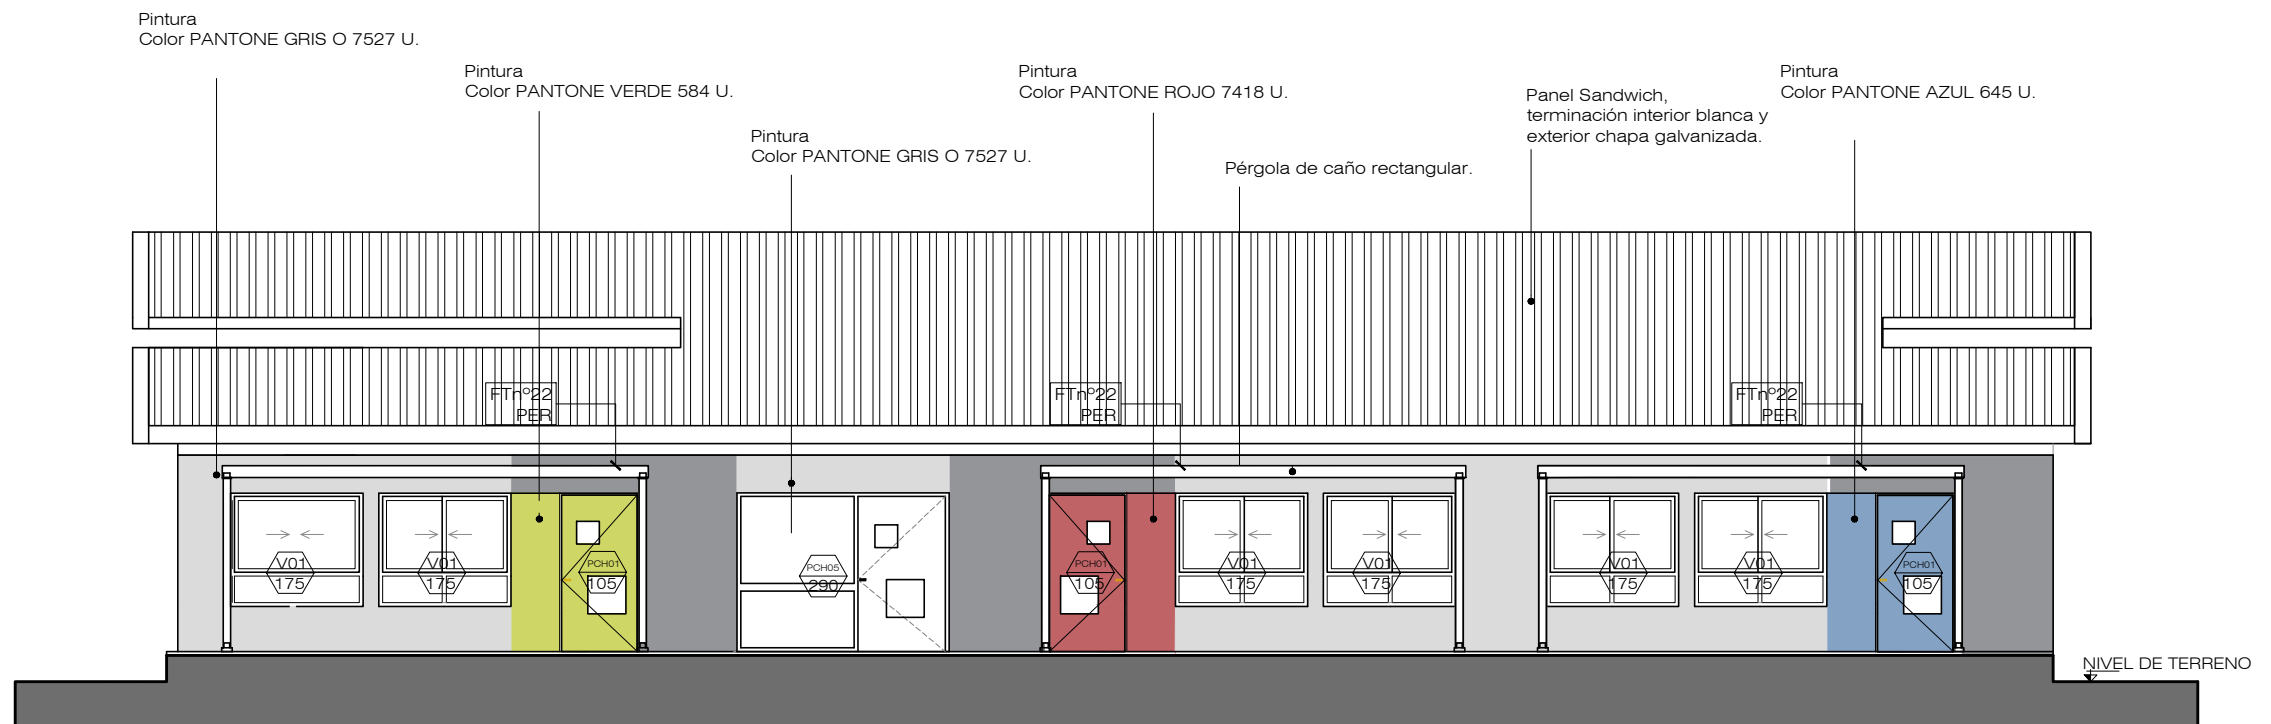 Pintura
Color PANTONE GRIS O 7527 U.
Pintura
Color PANTONE VERDE 584 U.
Pintura
Color PANTONE GRIS O 7527 U.
Pintura
Color PANTONE ROJO 7418 U.
Pérgola de caño rectangular.
Panel Sandwich,
terminación interior blanca y
exterior chapa galvanizada.
Pintura
Color PANTONE AZUL 645 U.
FTnº22
PER
FTnº22
PER
FTnº22
PER
V01
175
V01
175
PCH01
105
PCH05
290
PCH01
105
V01
175
V01
175
V01
175
V01
175
PCH01
105
NIVEL DE TERRENO